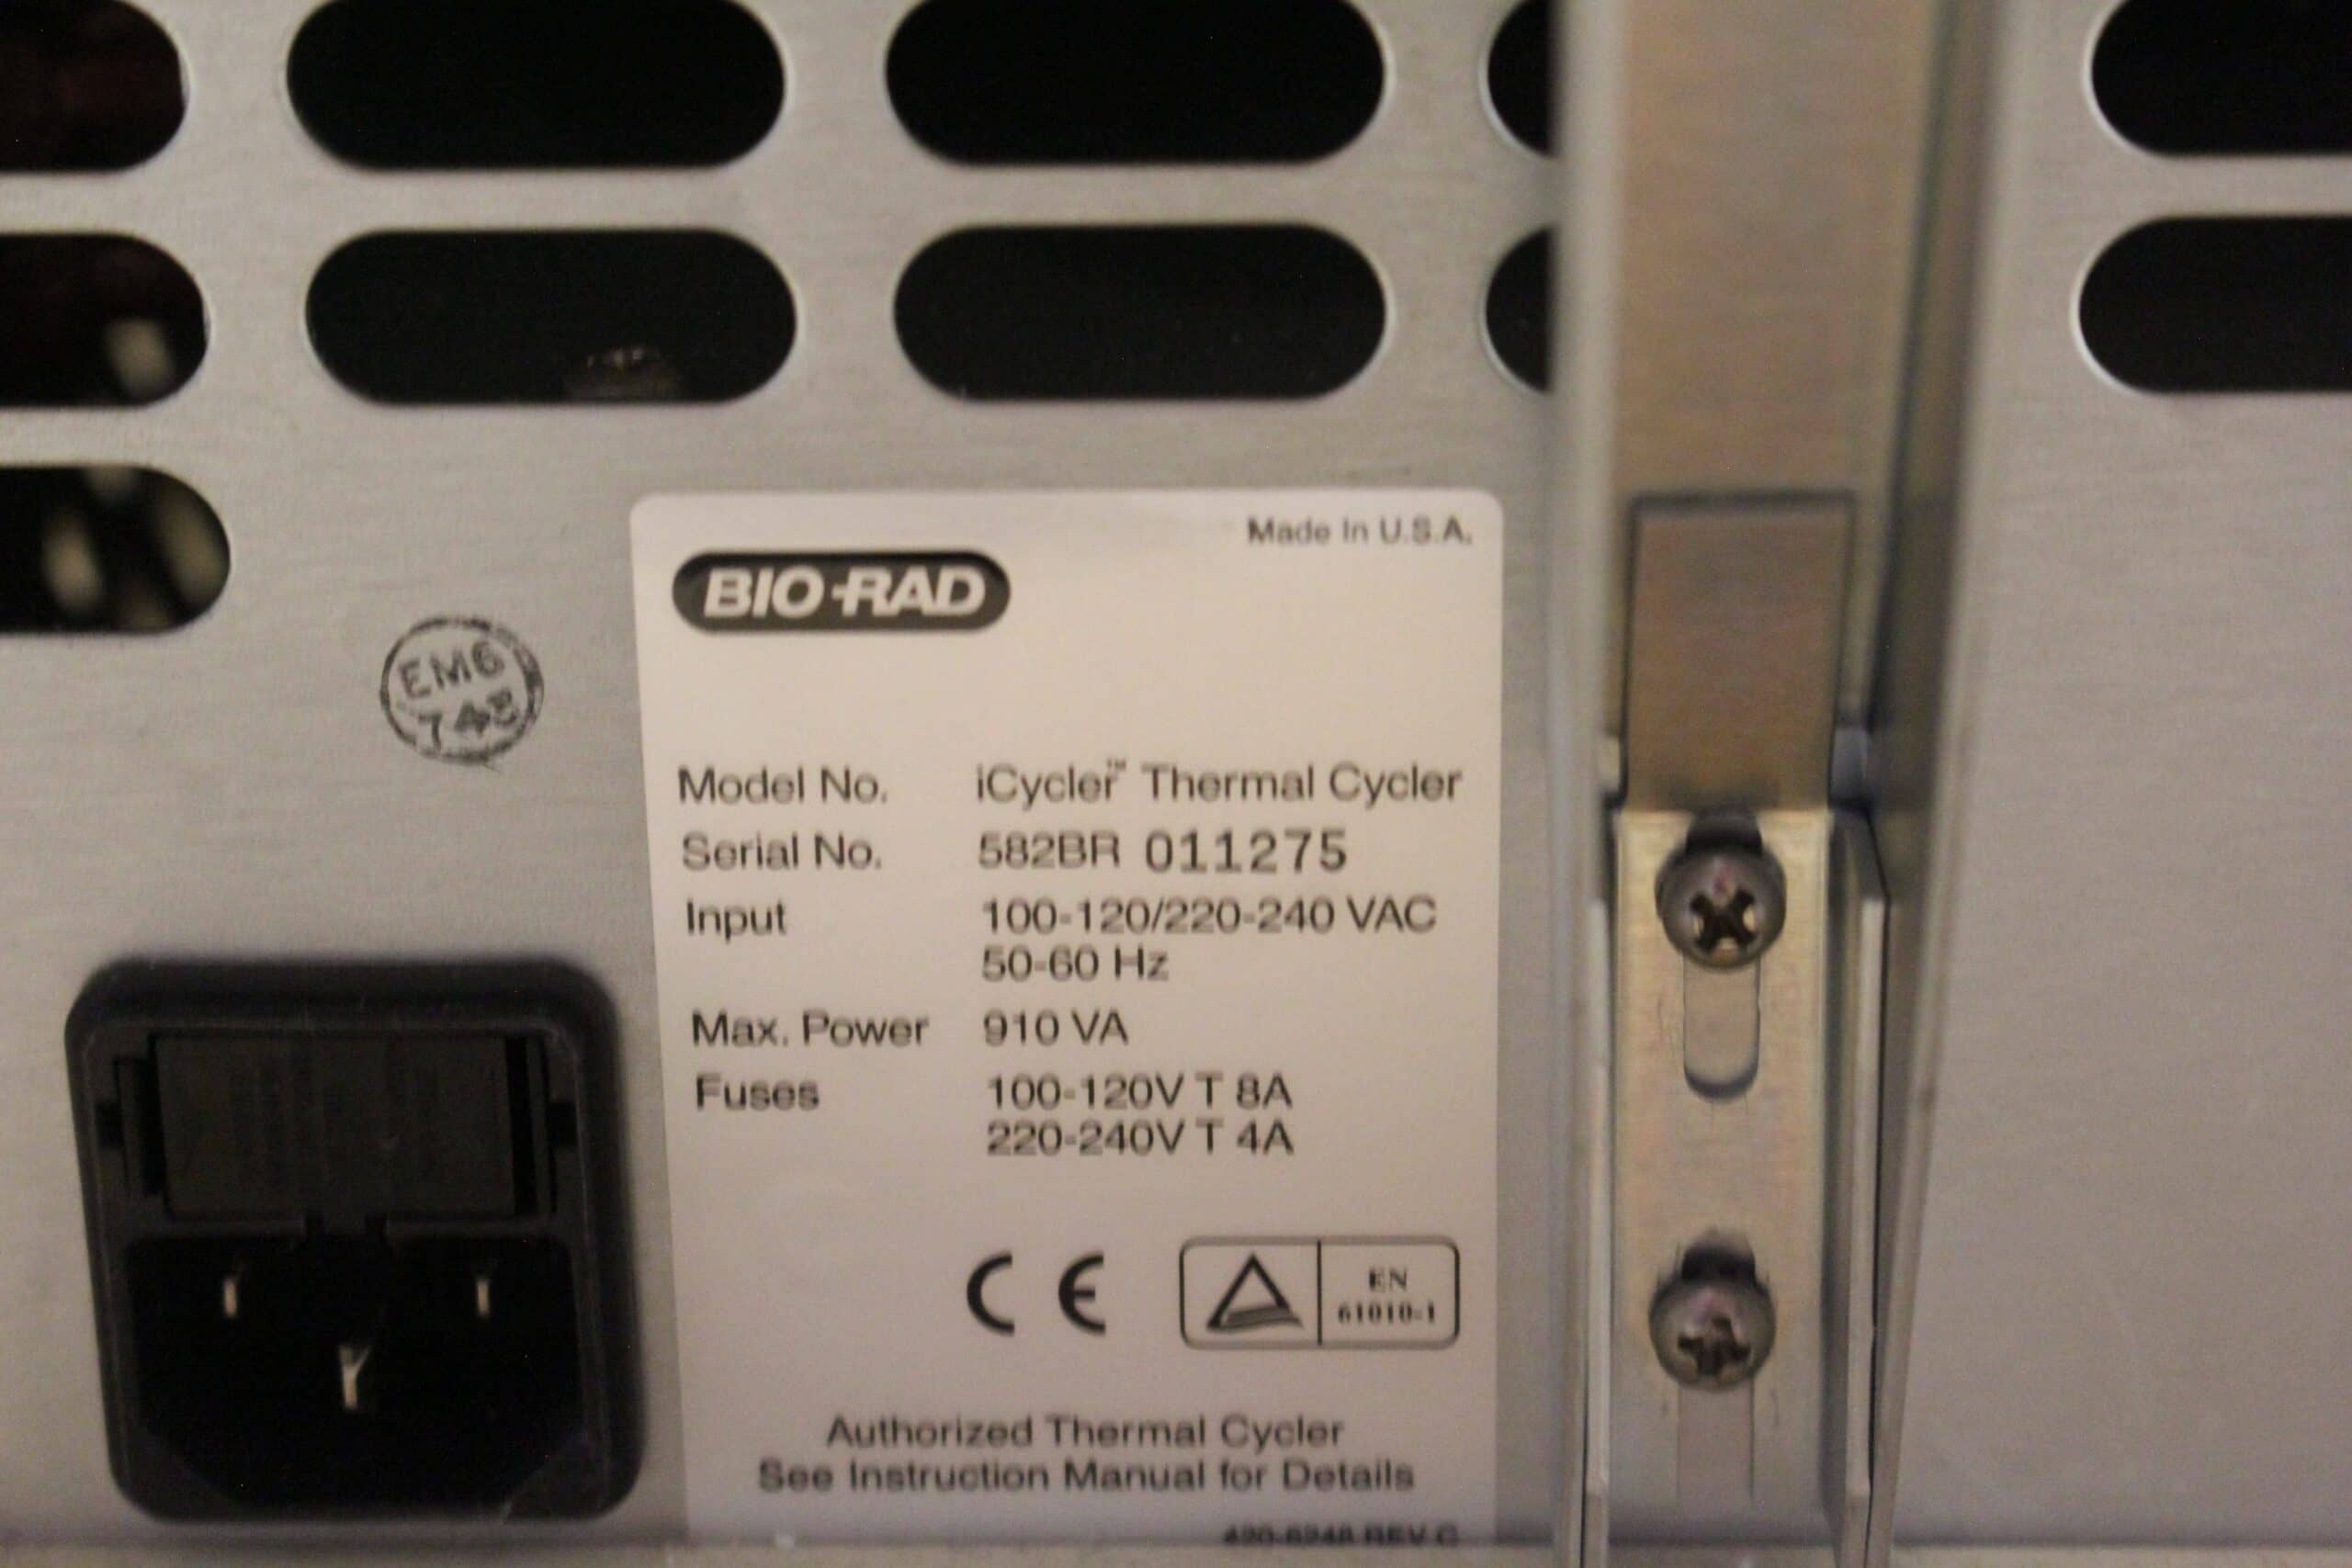 Made In U.S.A.
BIO-RAD
EM6
Model No. iCycler™ Thermal Cycler
Serial No. 582BR 011275
Input 100-120/220-240 VAC
50-60 Hz
Max. Power 910 VA
Fuses 100-120V T 8A
220-240V T 4A
CE
EN
61010-1
Authorized Thermal Cycler
See Instruction Manual for Details
REV C